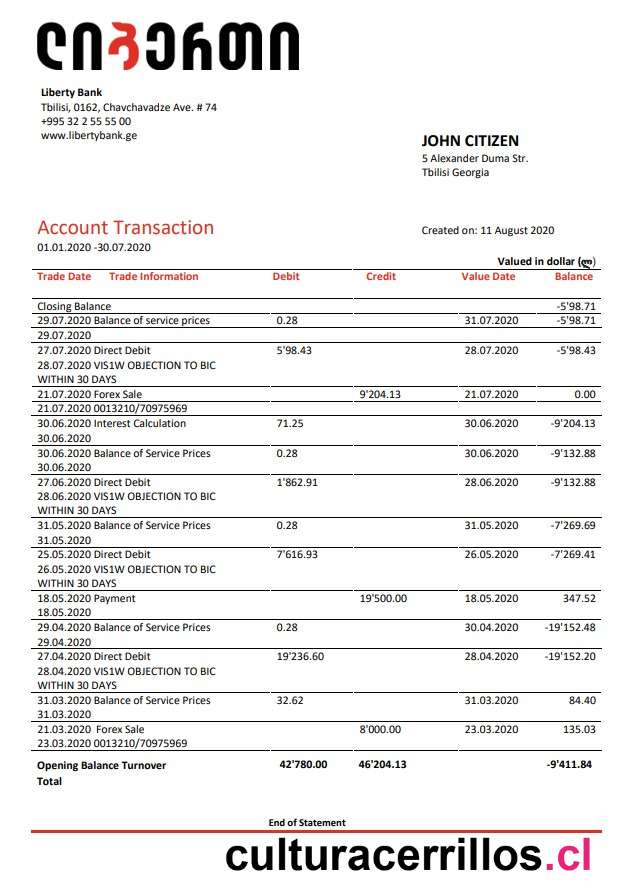 ლიბერთი
Liberty Bank
Tbilisi, 0162, Chavchavadze Ave. # 74
+995 32 2 55 55 00
www.libertybank.ge
JOHN CITIZEN
5 Alexander Duma Str.
Tbilisi Georgia
Account Transaction
Created on: 11 August 2020
01.01.2020 -30.07.2020
Valued in dollar (ლ)
Trade Date Trade Information Debit Credit Value Date Balance
Closing Balance -5'98.71
29.07.2020 Balance of service prices 0.28 31.07.2020 -5'98.71
29.07.2020
27.07.2020 Direct Debit 5'98.43 28.07.2020 -5'98.43
28.07.2020 VIS1W OBJECTION TO BIC
WITHIN 30 DAYS
21.07.2020 Forex Sale 9'204.13 21.07.2020 0.00
21.07.2020 0013210/70975969
30.06.2020 Interest Calculation 71.25 30.06.2020 -9'204.13
30.06.2020
30.06.2020 Balance of Service Prices 0.28 30.06.2020 -9'132.88
30.06.2020
27.06.2020 Direct Debit 1'862.91 28.06.2020 -9'132.88
28.06.2020 VIS1W OBJECTION TO BIC
WITHIN 30 DAYS
31.05.2020 Balance of Service Prices 0.28 31.05.2020 -7'269.69
31.05.2020
25.05.2020 Direct Debit 7'616.93 26.05.2020 -7'269.41
26.05.2020 VIS1W OBJECTION TO BIC
WITHIN 30 DAYS
18.05.2020 Payment 19'500.00 18.05.2020 347.52
18.05.2020
29.04.2020 Balance of Service Prices 0.28 30.04.2020 -19'152.48
29.04.2020
27.04.2020 Direct Debit 19'236.60 28.04.2020 -19'152.20
28.04.2020 VIS1W OBJECTION TO BIC
WITHIN 30 DAYS
31.03.2020 Balance of Service Prices 32.62 31.03.2020 84.40
31.03.2020
21.03.2020 Forex Sale 8'000.00 23.03.2020 135.03
23.03.2020 0013210/70975969
Opening Balance Turnover 42'780.00 46'204.13 -9'411.84
Total
End of Statement
culturacerrillos.cl